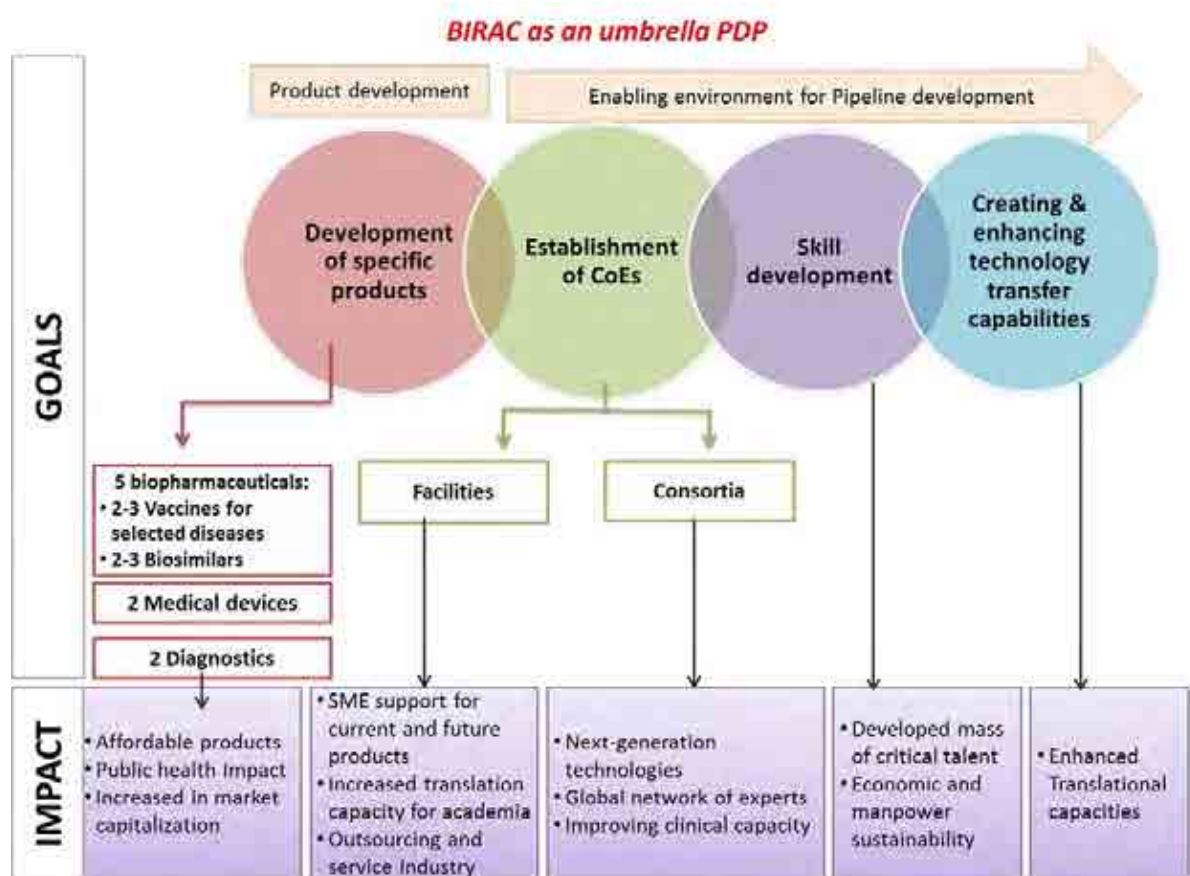 BIRAC as an umbrella PDP
Product development
Enabling environment for Pipeline development
Development
of specific
products
Establishment
of CoEs
Skill
development
Creating &
enhancing
technology
transfer
capabilities
GOALS
5 biopharmaceuticals:
• 2-3 Vaccines for
selected diseases
• 2-3 Biosimilars
2 Medical devices
2 Diagnostics
Facilities
Consortia
IMPACT
• Affordable products
• Public health Impact
• Increased in market
capitalization
• SME support for
current and future
products
• Increased translation
capacity for academia
• Outsourcing and
service Industry
• Next-generation
technologies
• Global network of experts
• Improving clinical capacity
• Developed mass
of critical talent
• Economic and
manpower
sustainability
• Enhanced
Translational
capacities